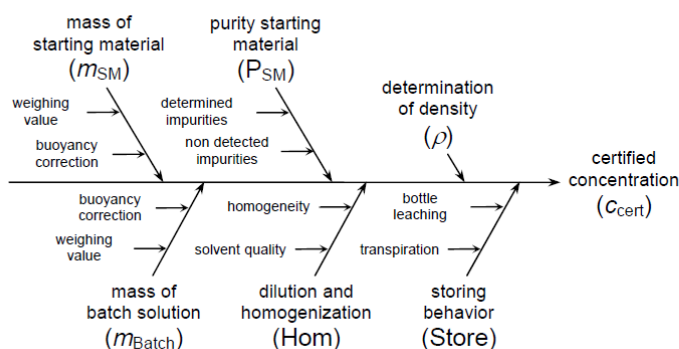 mass of
starting material
(mSM)
purity starting
material
(PSM)
determination
of density
(ρ)
weighing
value
buoyancy
correction
determined
impurities
non detected
impurities
certified
concentration
(ccert)
buoyancy
correction
weighing
value
homogeneity
solvent quality
bottle
leaching
transpiration
mass of
batch solution
(mBatch)
dilution and
homogenization
(Hom)
storing
behavior
(Store)